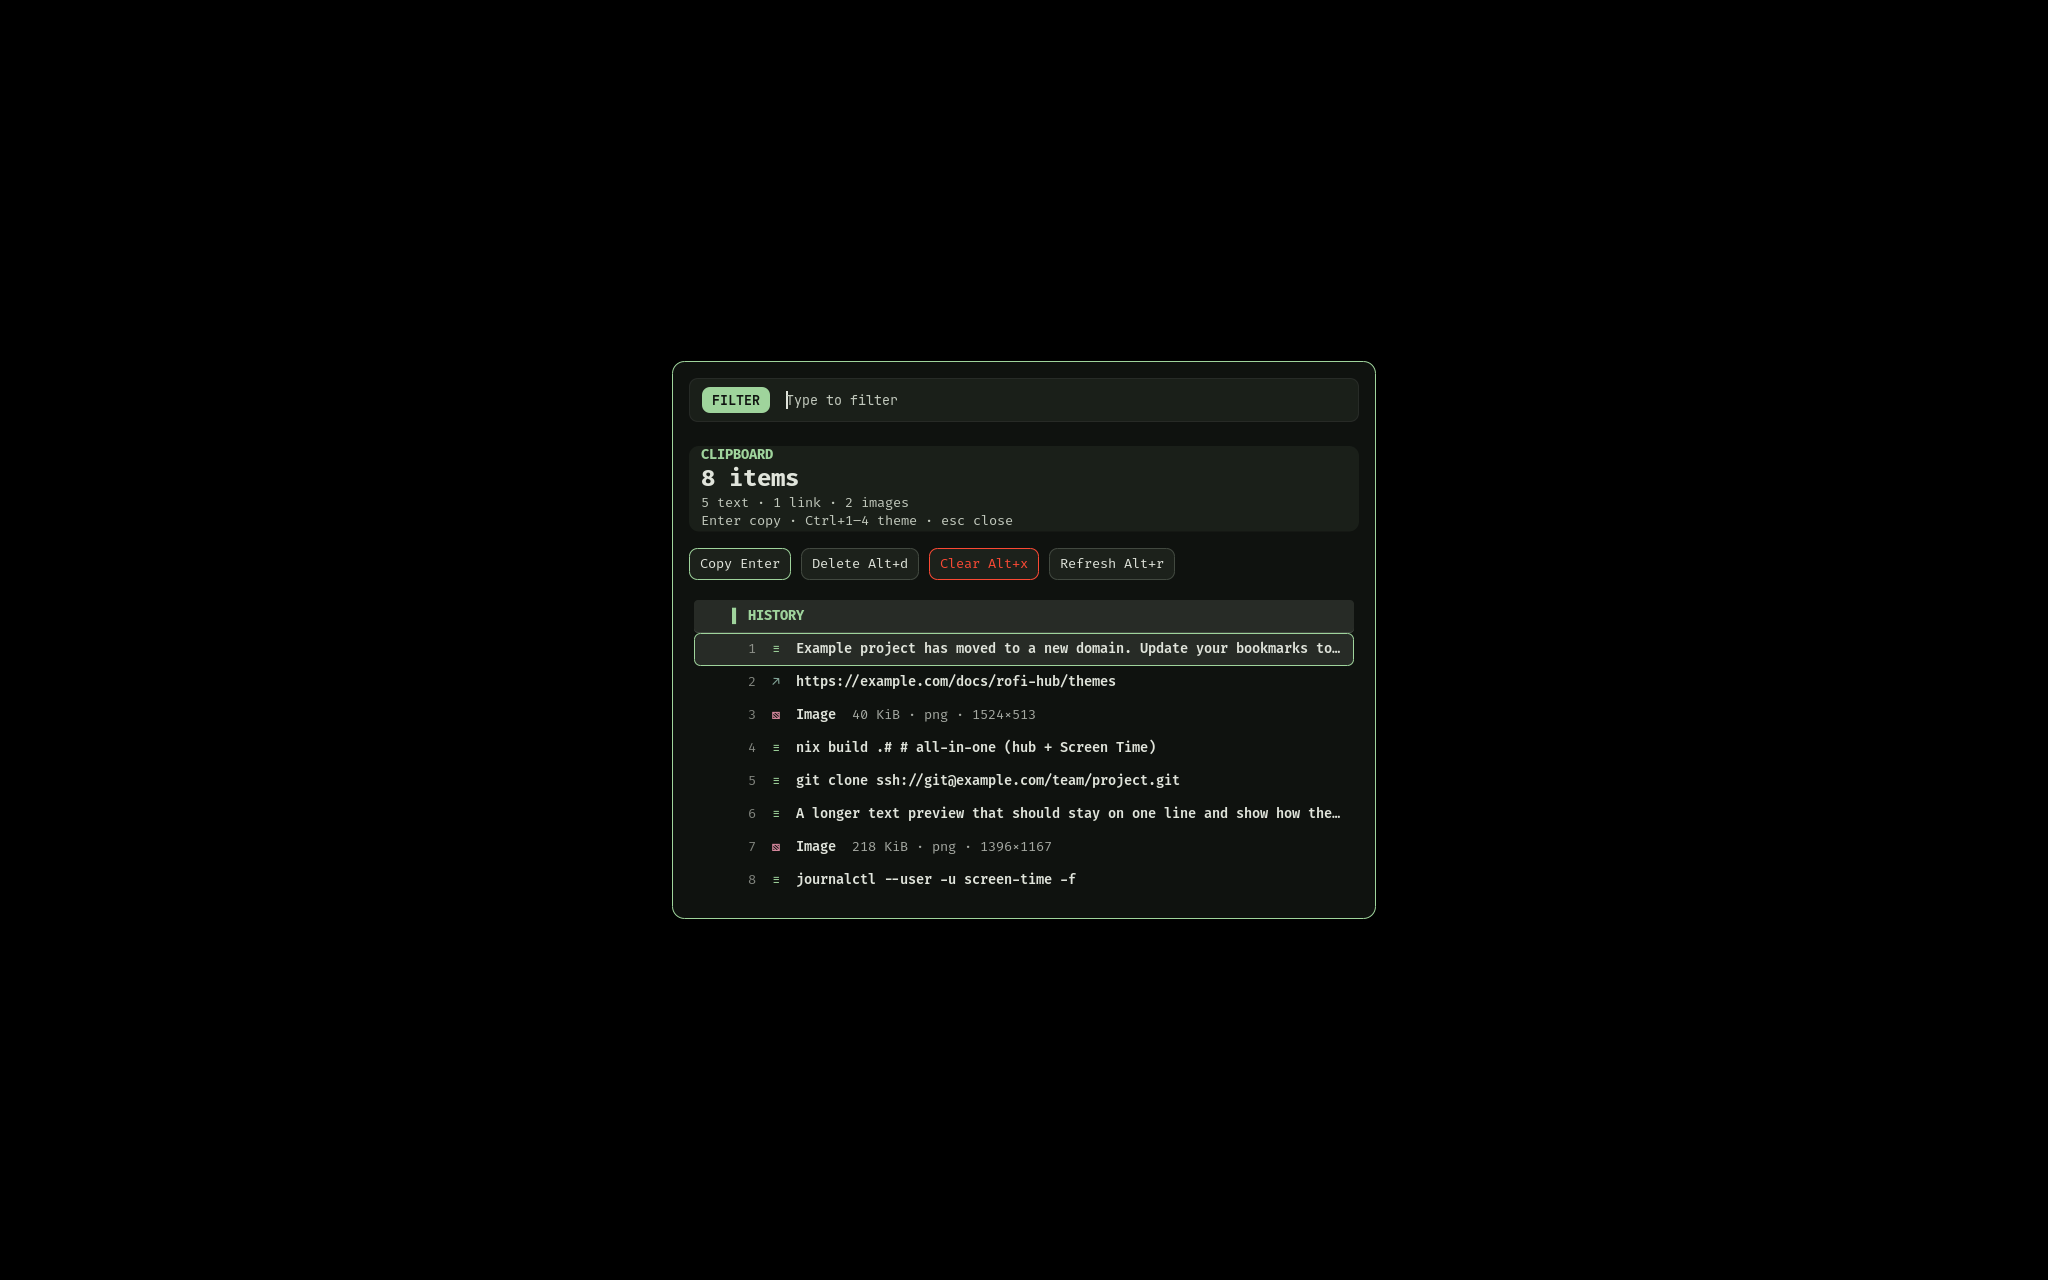 FILTER Type to filter
CLIPBOARD
8 items
5 text · 1 link · 2 images
Enter copy · Ctrl+1–4 theme · esc close
Copy Enter Delete Alt+d Clear Alt+x Refresh Alt+r
HISTORY
1 ≡ Example project has moved to a new domain. Update your bookmarks to…
2 ↗ https://example.com/docs/rofi-hub/themes
3 ▧ Image 40 KiB · png · 1524×513
4 ≡ nix build .# # all-in-one (hub + Screen Time)
5 ≡ git clone ssh://git@example.com/team/project.git
6 ≡ A longer text preview that should stay on one line and show how the…
7 ▧ Image 218 KiB · png · 1396×1167
8 ≡ journalctl --user -u screen-time -f